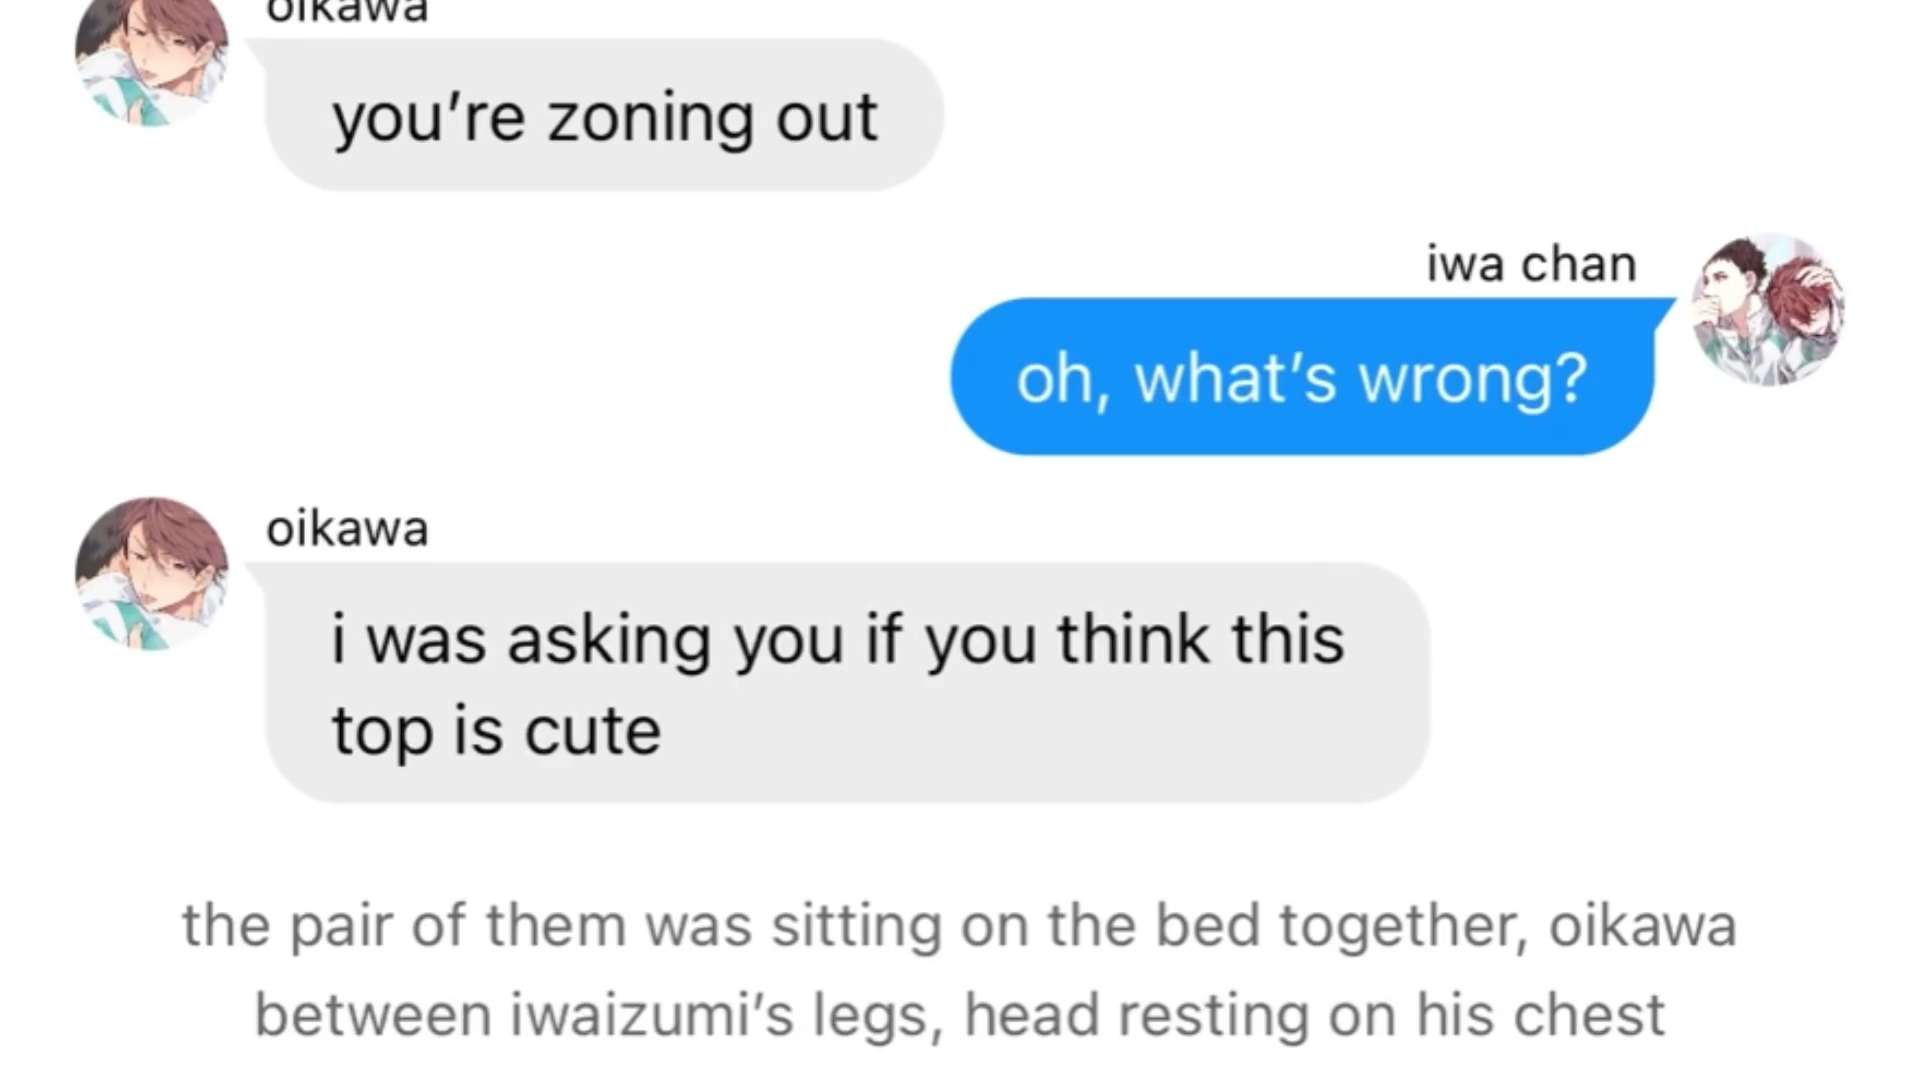 oikawa
you’re zoning out
iwa chan
oh, what’s wrong?
oikawa
i was asking you if you think this
top is cute
the pair of them was sitting on the bed together, oikawa
between iwaizumi’s legs, head resting on his chest